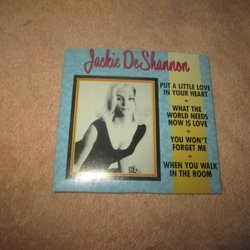 Jackie DeShannon
PUT A LITTLE LOVE
IN YOUR HEART
WHAT THE
WORLD NEEDS
NOW IS LOVE
YOU WON'T
FORGET ME
WHEN YOU WALK
IN THE ROOM